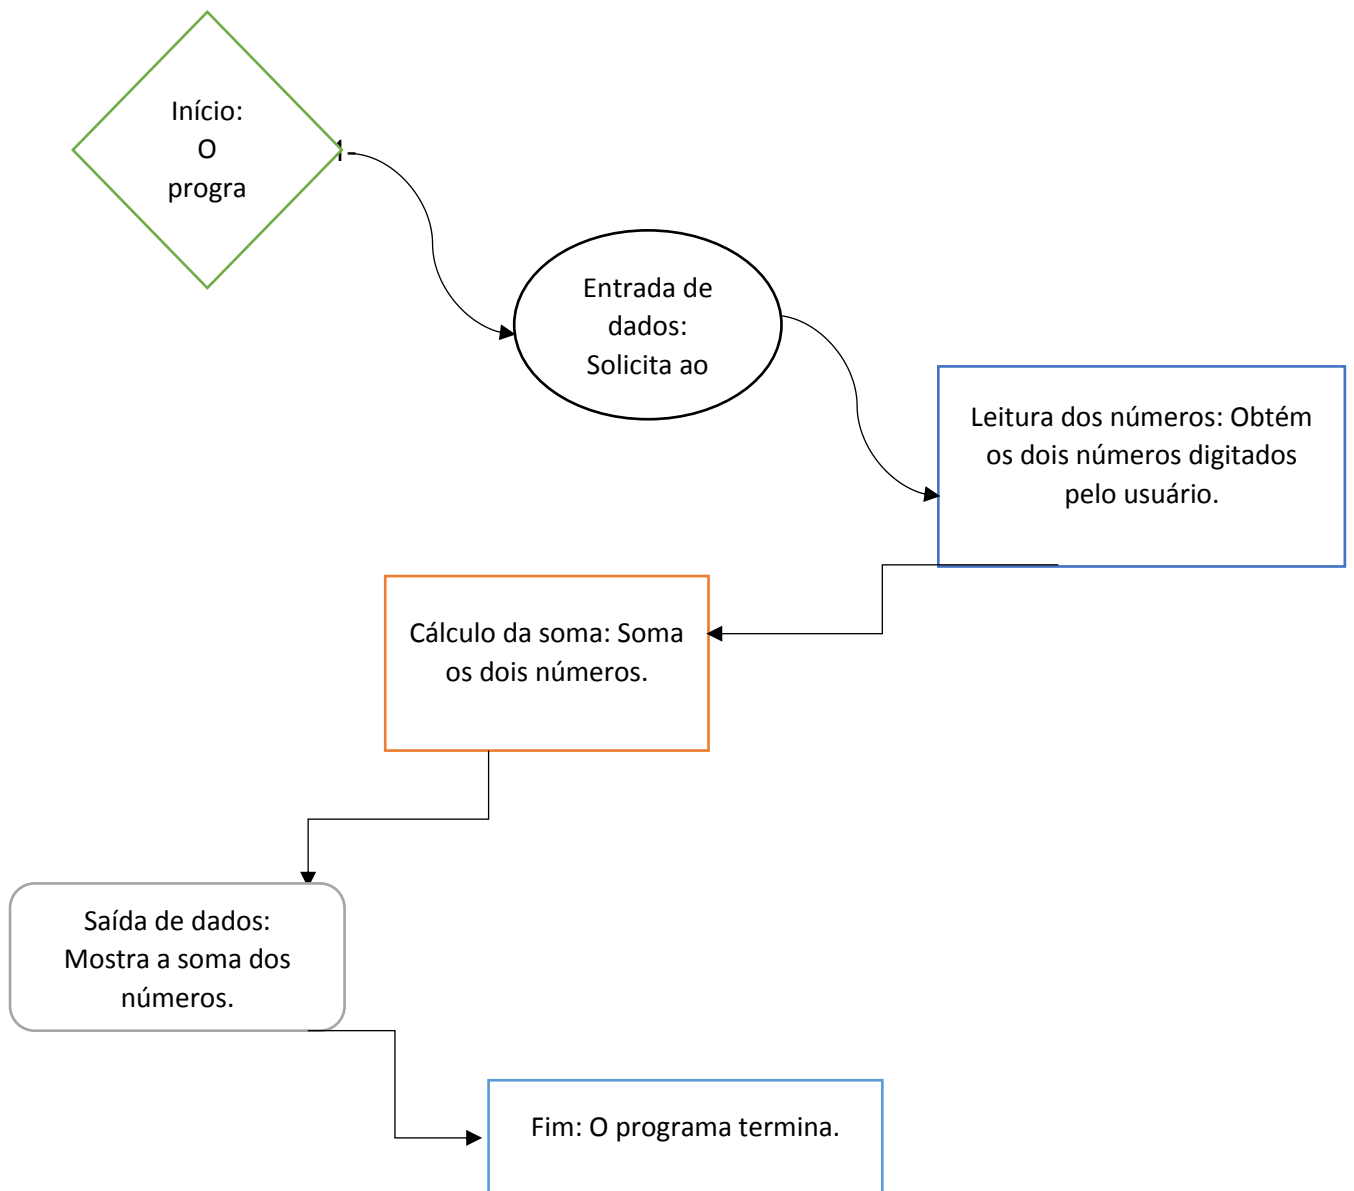 Início:
O
progra
1-
Entrada de
dados:
Solicita ao
Leitura dos números: Obtém
os dois números digitados
pelo usuário.
Cálculo da soma: Soma
os dois números.
Saída de dados:
Mostra a soma dos
números.
Fim: O programa termina.